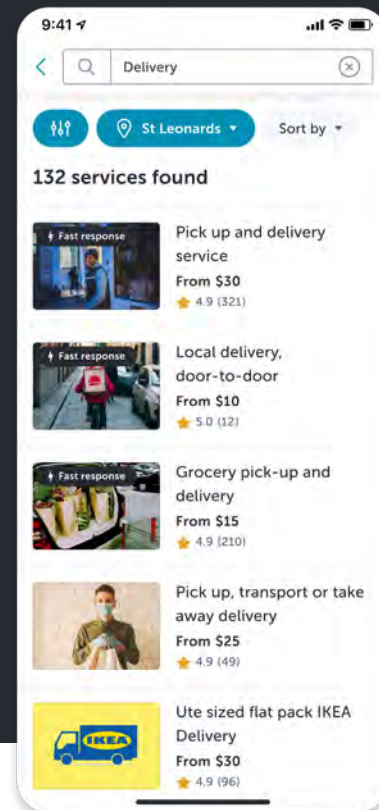 9:41
Delivery
St Leonards
Sort by
132 services found
Fast response
Pick up and delivery
service
From $30
4.9 (321)
Fast response
Local delivery,
door-to-door
From $10
5.0 (12)
Fast response
Grocery pick-up and
delivery
From $15
4.9 (210)
Pick up, transport or take
away delivery
From $25
4.9 (49)
IKEA
Ute sized flat pack IKEA
Delivery
From $30
4.9 (96)